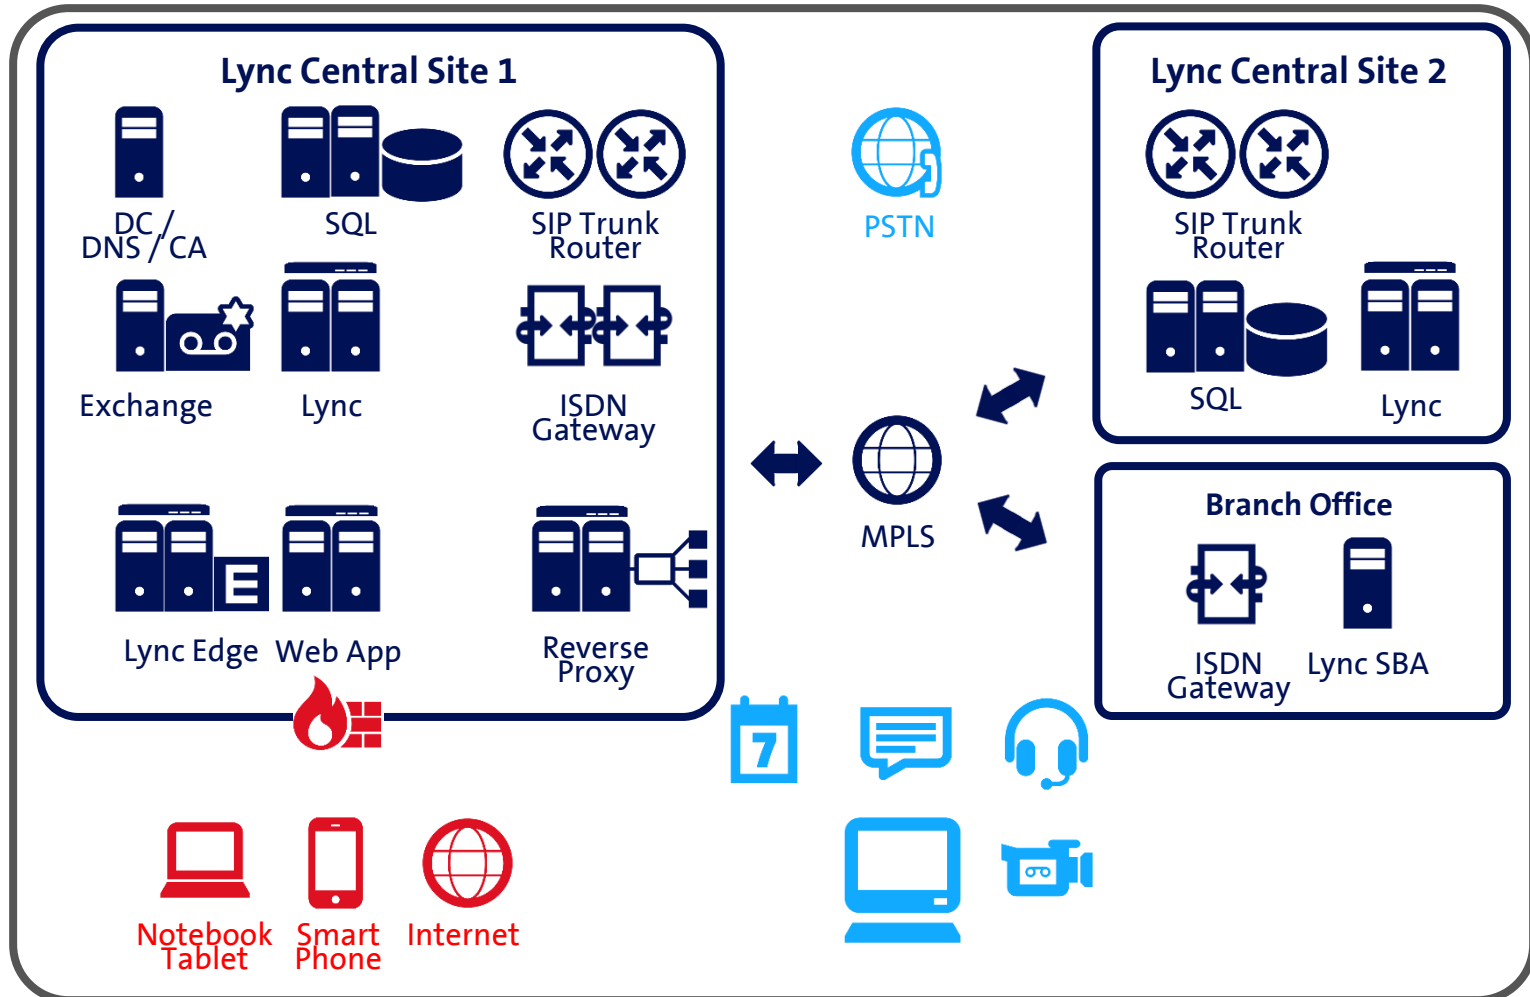 Lync Central Site 1
DC /
DNS / CA
SQL
SIP Trunk
Router
Exchange
Lync
ISDN
Gateway
E
Lync Edge
Web App
Reverse
Proxy
PSTN
MPLS
Lync Central Site 2
SIP Trunk
Router
SQL
Lync
Branch Office
ISDN
Gateway
Lync SBA
7
Notebook
Tablet
Smart
Phone
Internet